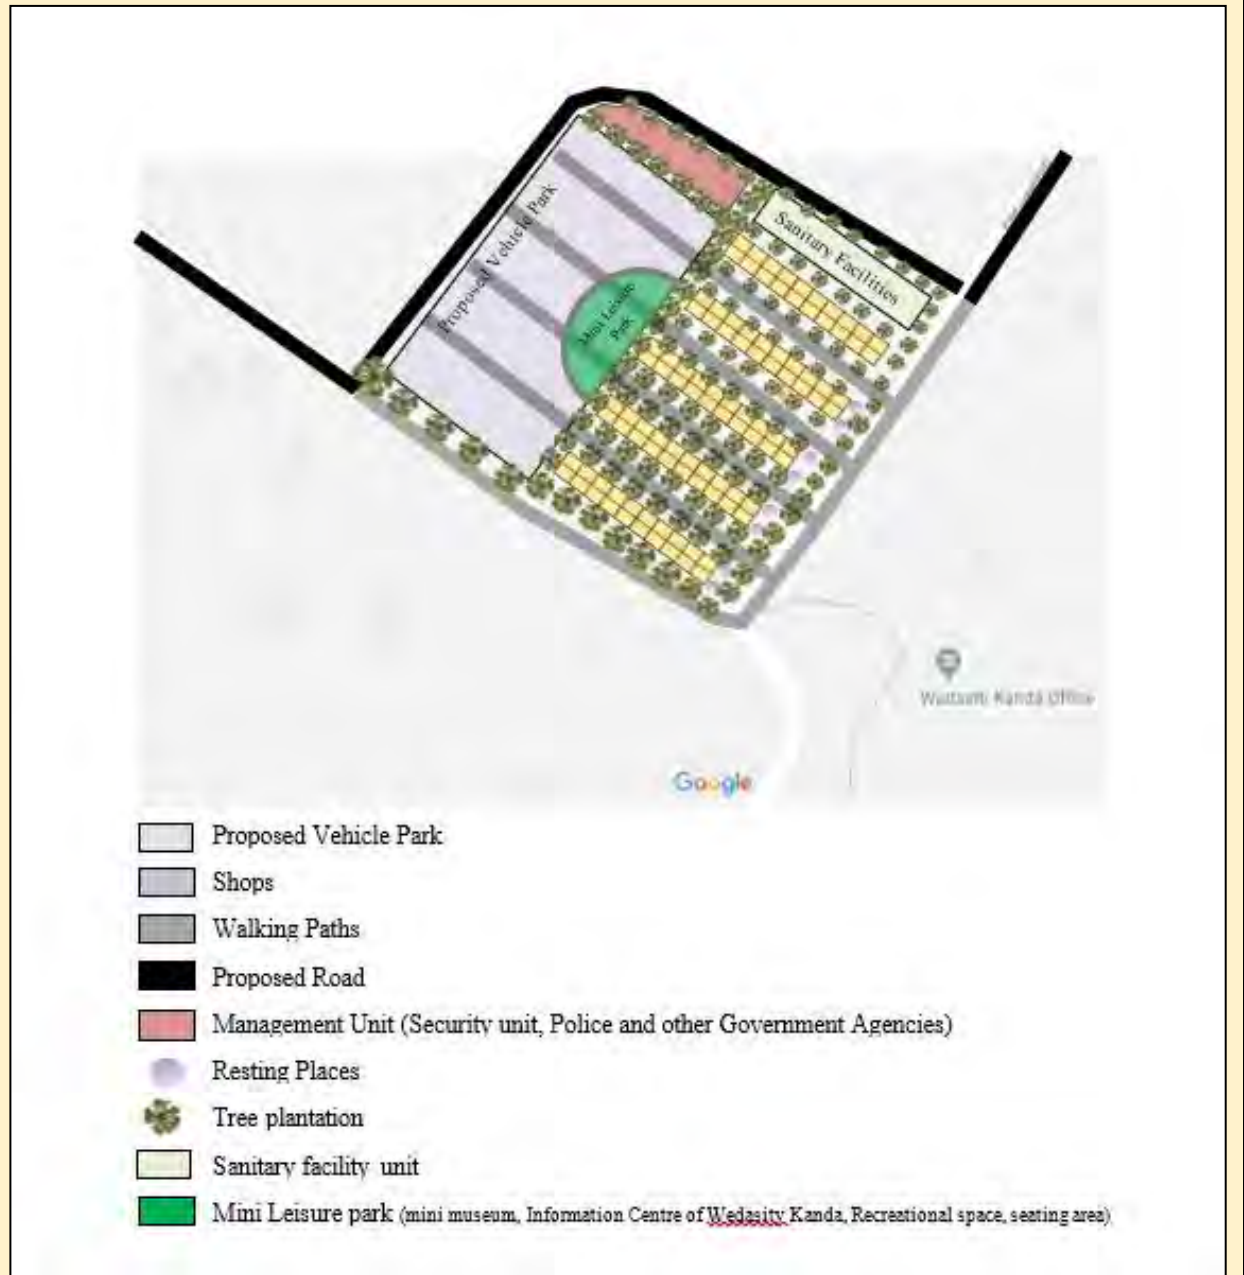 Proposed Vehicle Park
Sanitary Facilities
Mini Leisure
Park
Kanda Office
Google
Proposed Vehicle Park
Shops
Walking Paths
Proposed Road
Management Unit (Security unit, Police and other Government Agencies)
Resting Places
Tree plantation
Sanitary facility unit
Mini Leisure park (mini museum, Information Centre of Wedasity Kanda, Recreational space, seating area)